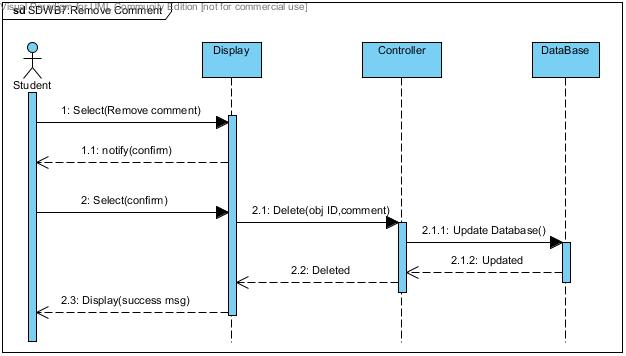 Visual Paradigm for UML Community Edition [not for commercial use]
sd SDWB7.Remove Comment
Display
Controller
DataBase
Student
1: Select(Remove comment)
1.1: notify(confirm)
2: Select(confirm)
2.1: Delete(obj ID,comment)
2.1.1: Update Database()
2.1.2: Updated
2.2: Deleted
2.3: Display(success msg)